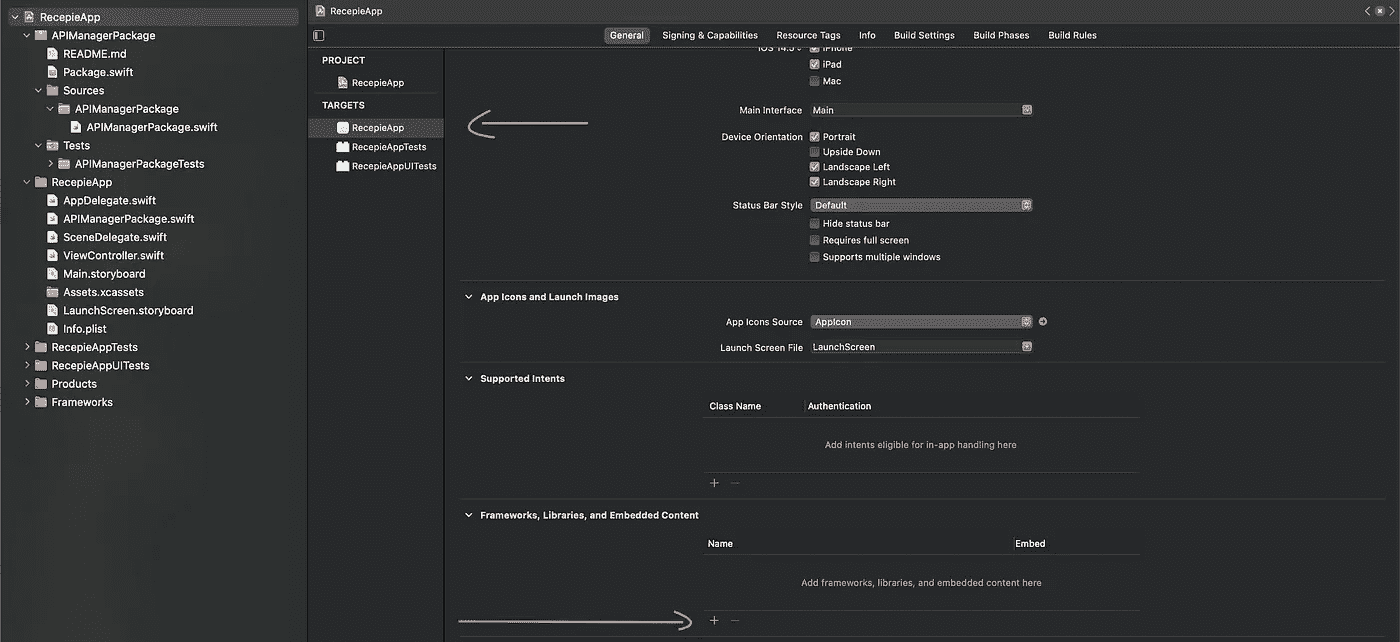 RecepieApp
APIManagerPackage
README.md
Package.swift
Sources
APIManagerPackage
APIManagerPackage.swift
Tests
APIManagerPackageTests
RecepieApp
AppDelegate.swift
APIManagerPackage.swift
SceneDelegate.swift
ViewController.swift
Main.storyboard
Assets.xcassets
LaunchScreen.storyboard
Info.plist
RecepieAppTests
RecepieAppUITests
Products
Frameworks
RecepieApp
General Signing & Capabilities Resource Tags Info Build Settings Build Phases Build Rules
PROJECT
RecepieApp
TARGETS
RecepieApp
RecepieAppTests
RecepieAppUITests
iOS 14.5 iPhone
iPad
Mac
Main Interface Main
Device Orientation Portrait
Upside Down
Landscape Left
Landscape Right
Status Bar Style Default
Hide status bar
Requires full screen
Supports multiple windows
App Icons and Launch Images
App Icons Source AppIcon
Launch Screen File LaunchScreen
Supported Intents
Class Name Authentication
Add intents eligible for in-app handling here
Frameworks, Libraries, and Embedded Content
Name Embed
Add frameworks, libraries, and embedded content here